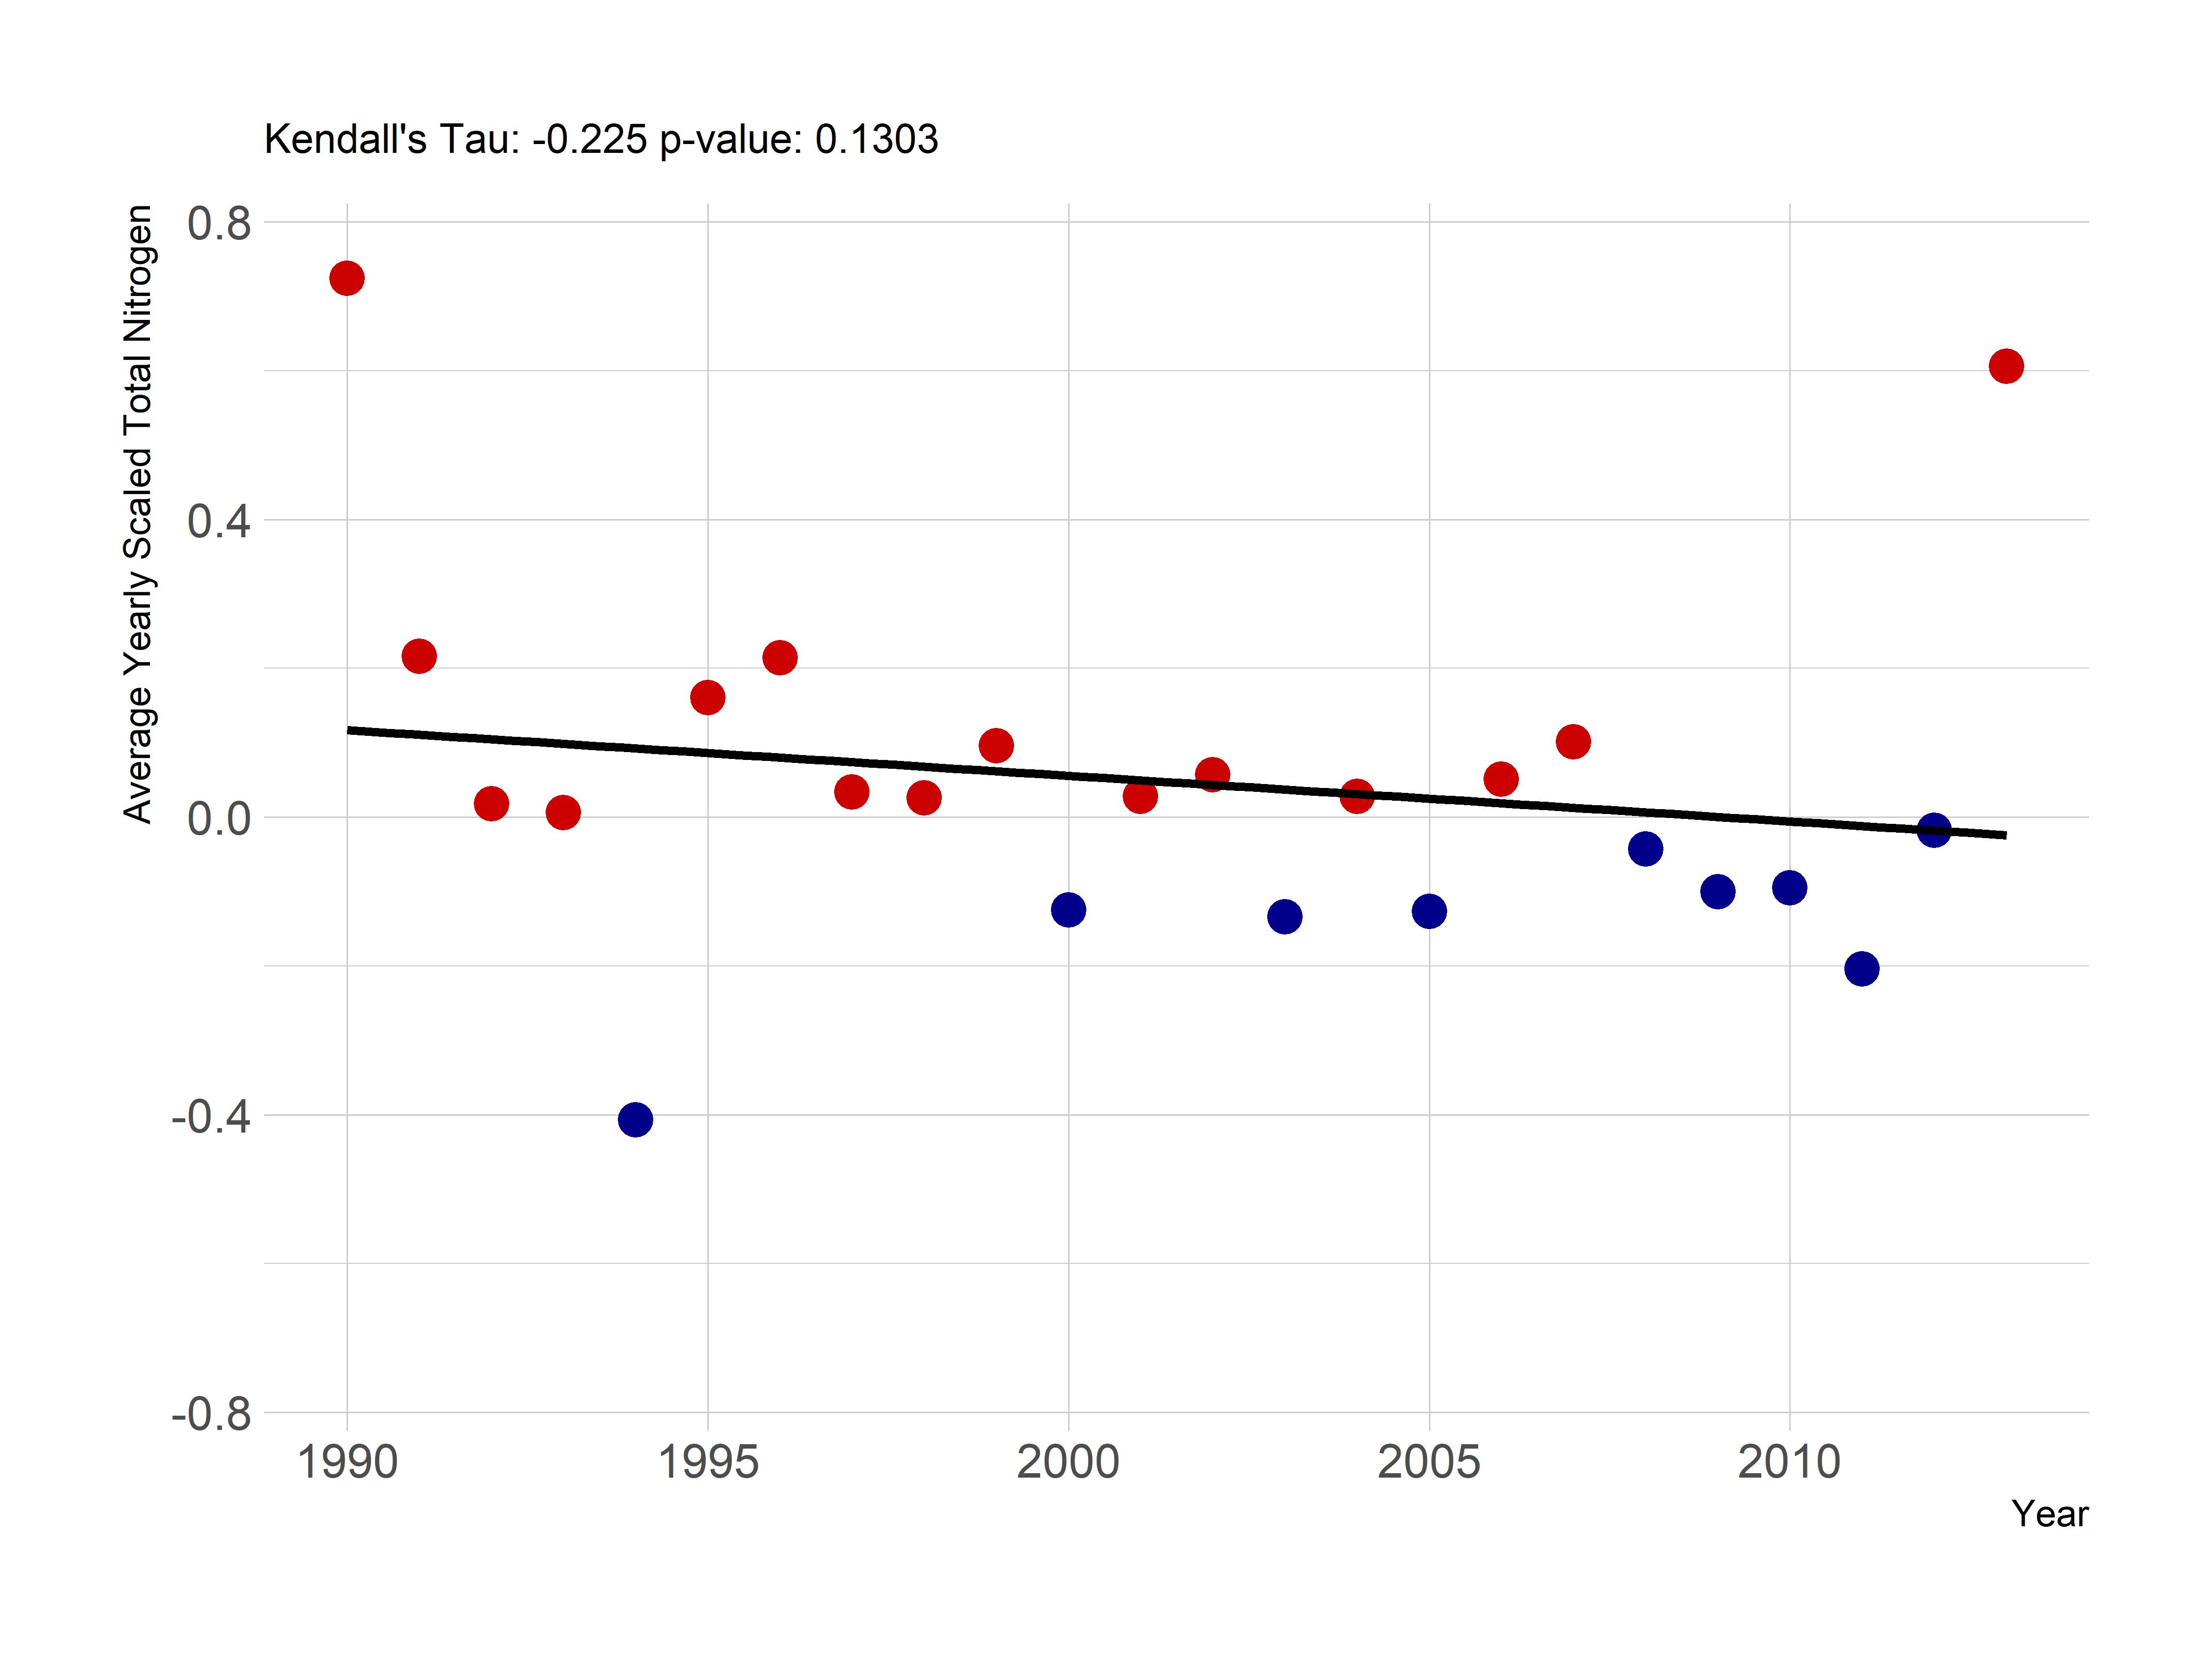 Kendall's Tau: -0.225 p-value: 0.1303
Average Yearly Scaled Total Nitrogen
0.8
0.4
0.0
-0.4
-0.8
1990 1995 2000 2005 2010
Year